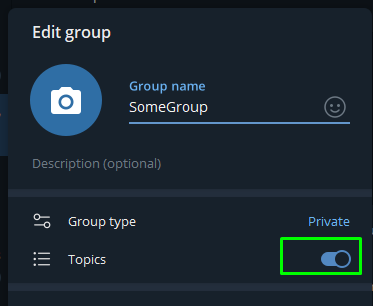 Edit group
Group name
SomeGroup
Description (optional)
Group type Private
Topics